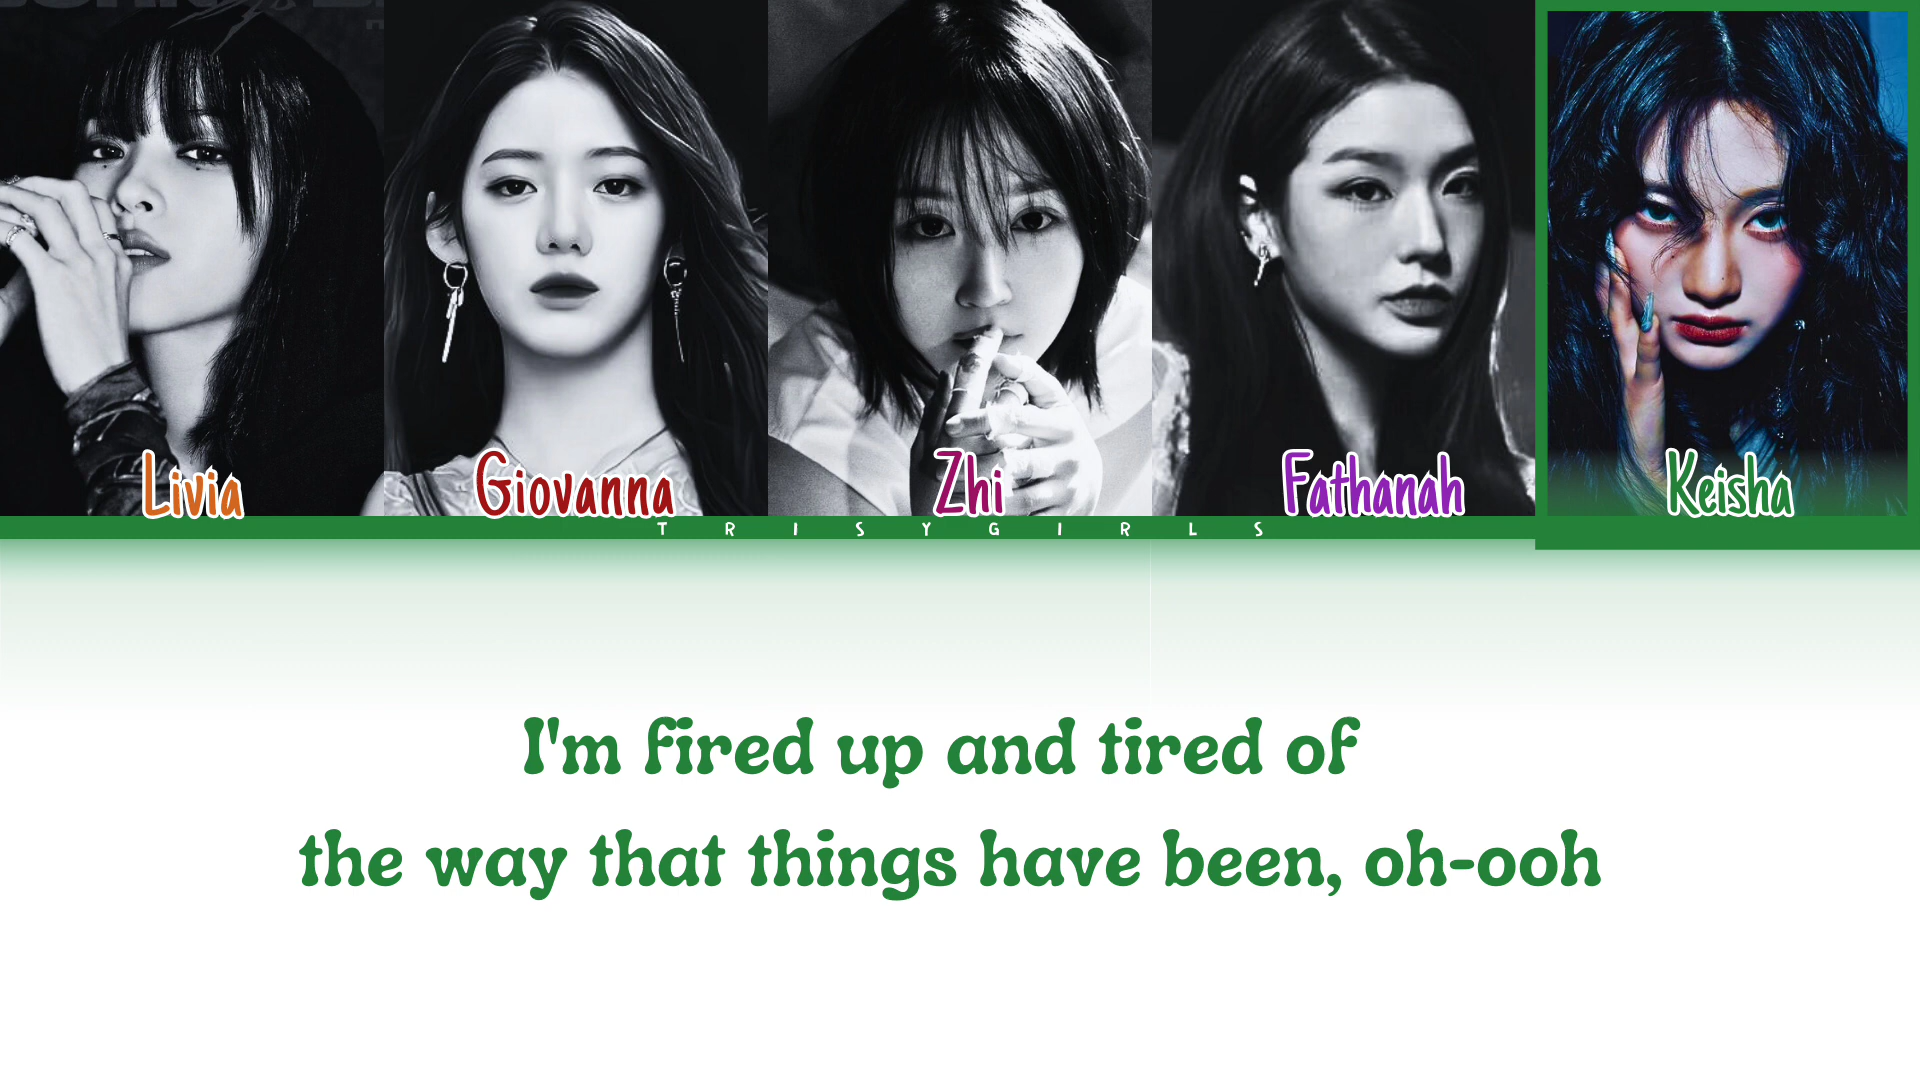 Livia
Giovanna
Zhi
Fathanah
Keisha
TRISYGIRLS
I'm fired up and tired of
the way that things have been, oh-ooh